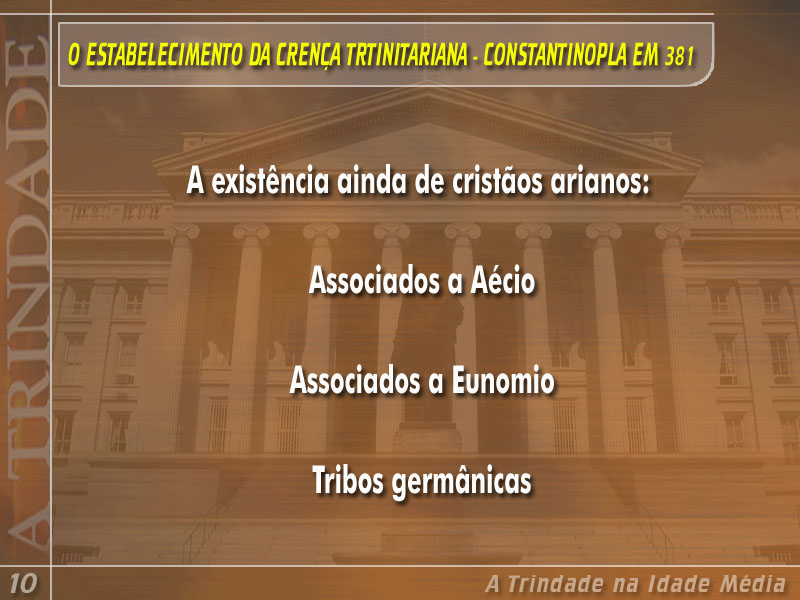 O ESTABELECIMENTO DA CRENÇA TRTINITARIANA - CONSTANTINOPLA EM 381
A TRINDADE
A existência ainda de cristãos arianos:
Associados a Aécio
Associados a Eunomio
Tribos germânicas
10
A Trindade na Idade Média